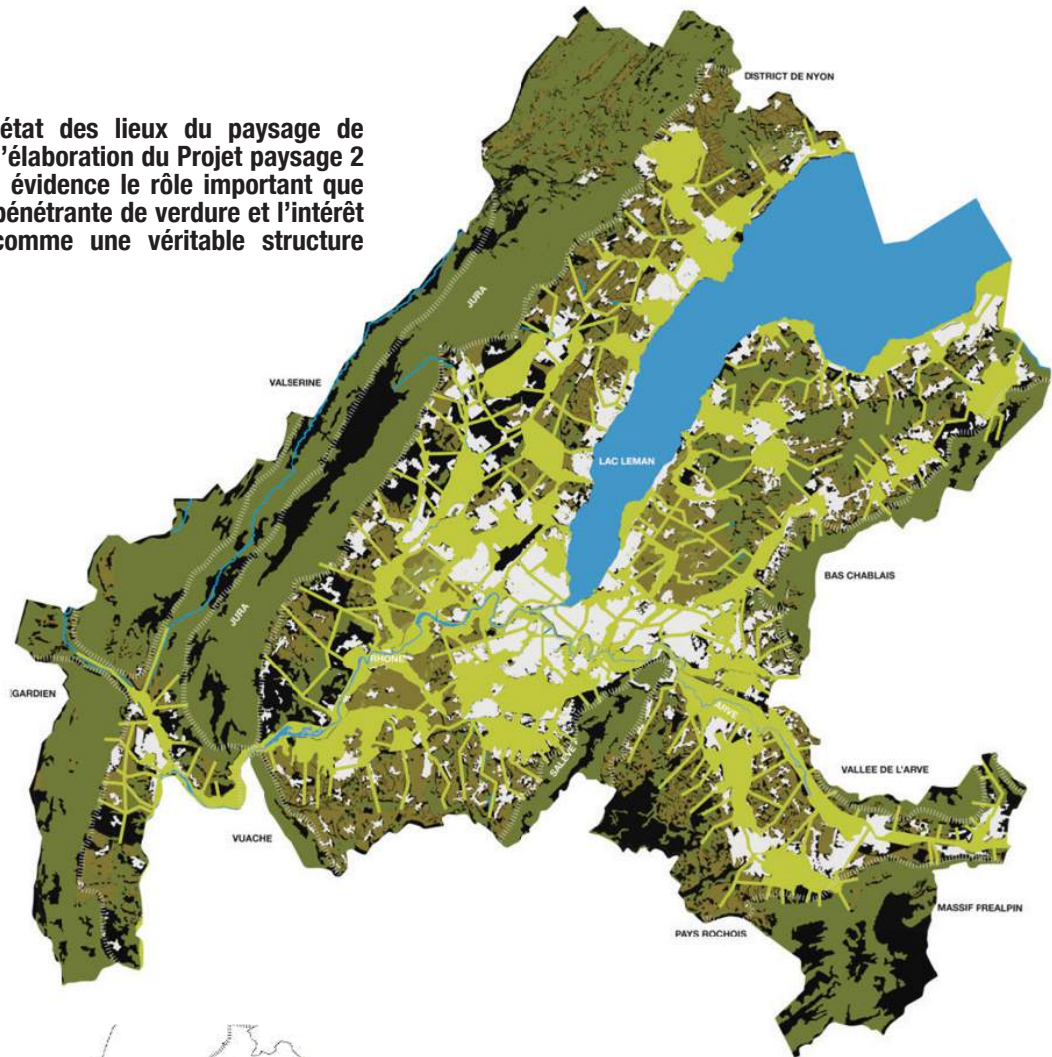 état des lieux du paysage de
l'élaboration du Projet paysage 2
évidence le rôle important que
pénétrante de verdure et l'intérêt
comme une véritable structure
DISTRICT DE NYON
JURA
VALSERINE
LAC LEMAN
BAS CHABLAIS
JURA
RHONE
GARDIEN
ARVE
SALEVE
VALLEE DE L'ARVE
VUACHE
MASSIF PREALPIN
PAYS ROCHOIS